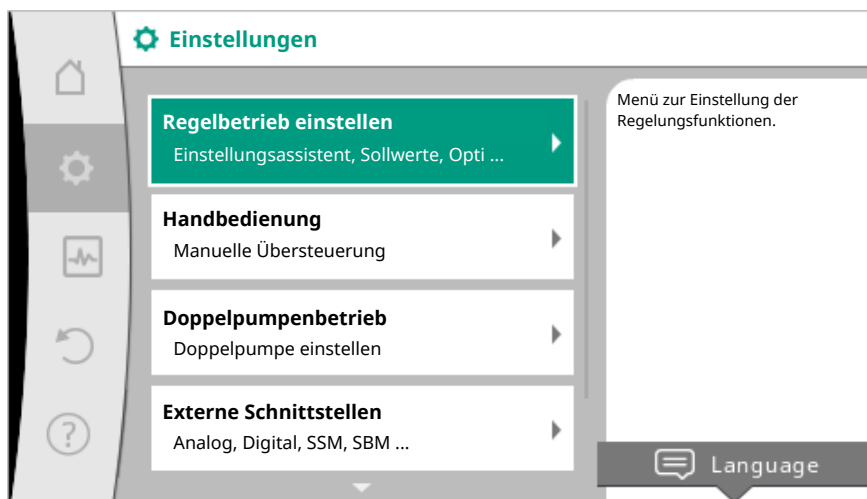 Einstellungen
Regelbetrieb einstellen
Einstellungsassistent, Sollwerte, Opti ...
Handbedienung
Manuelle Übersteuerung
Doppelpumpenbetrieb
Doppelpumpe einstellen
Externe Schnittstellen
Analog, Digital, SSM, SBM ...
Menü zur Einstellung der
Regelungsfunktionen.
Language